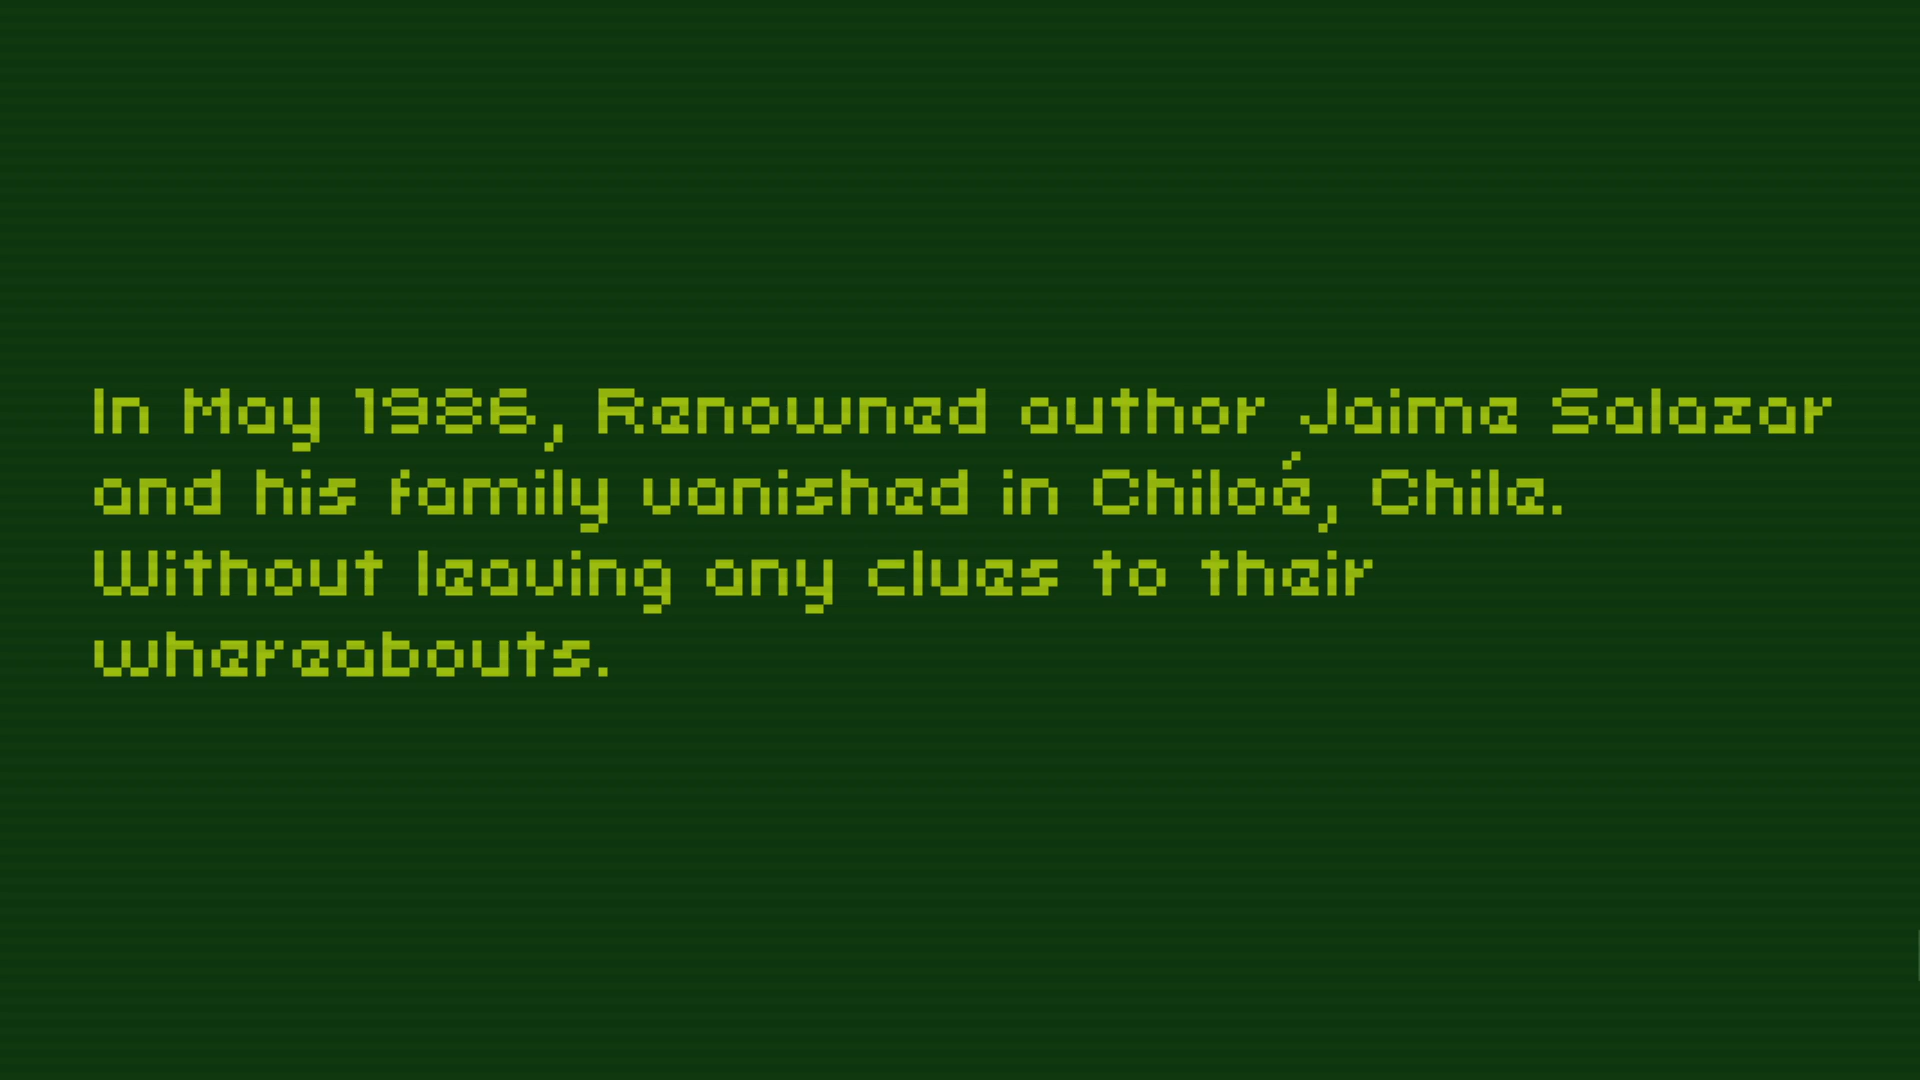 In May 1986, Renowned author Jaime Salazar
and his family vanished in Chiloé, Chile.
Without leaving any clues to their
whereabouts.